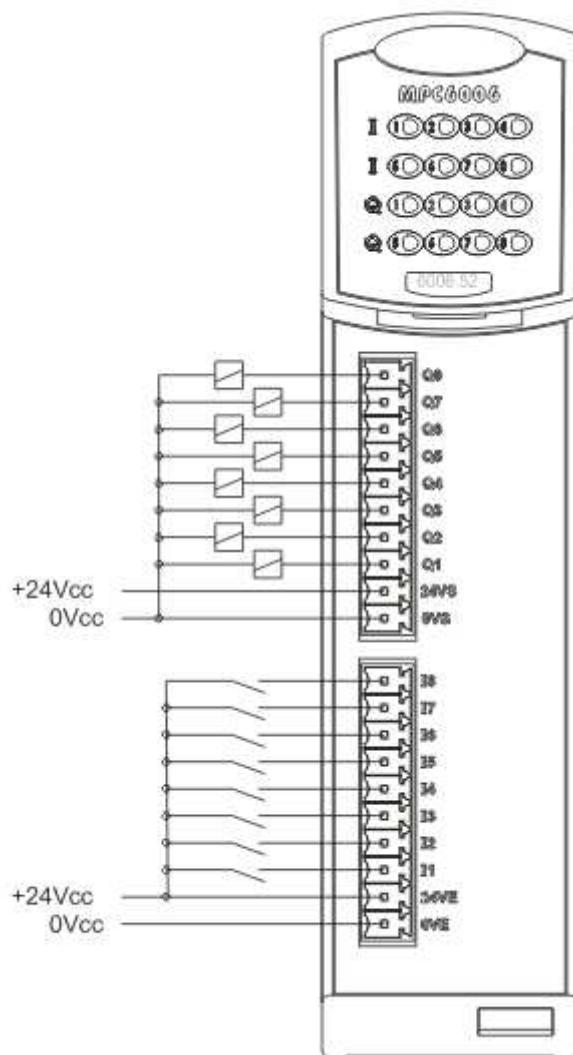 MPC6006
I 1 2 3 4
I 5 6 7 8
Q 1 2 3 4
Q 5 6 7 8
6006.52
Q8
Q7
Q6
Q5
Q4
Q3
Q2
Q1
+24Vcc 24VS
0Vcc 0VS
I8
I7
I6
I5
I4
I3
I2
I1
+24Vcc 24VE
0Vcc 0VE